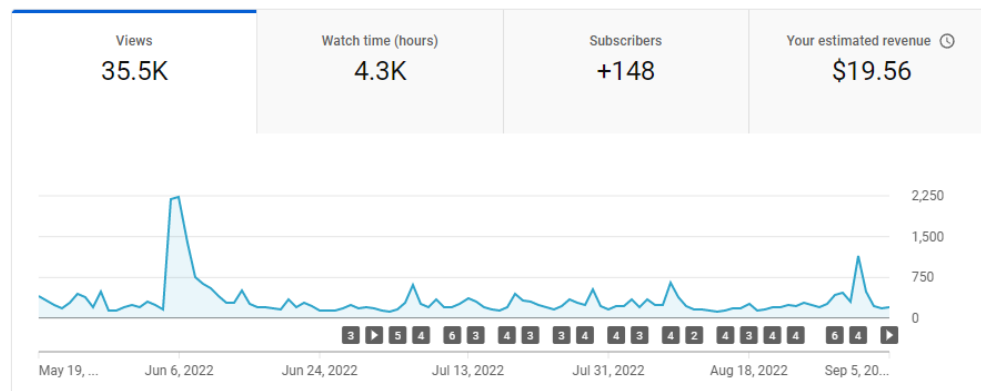 Views
35.5K
Watch time (hours)
4.3K
Subscribers
+148
Your estimated revenue
$19.56
2,250
1,500
750
0
3 5 4 6 3 4 3 3 4 4 3 4 2 4 3 4 4 6 4
May 19, ... Jun 6, 2022 Jun 24, 2022 Jul 13, 2022 Jul 31, 2022 Aug 18, 2022 Sep 5, 20...